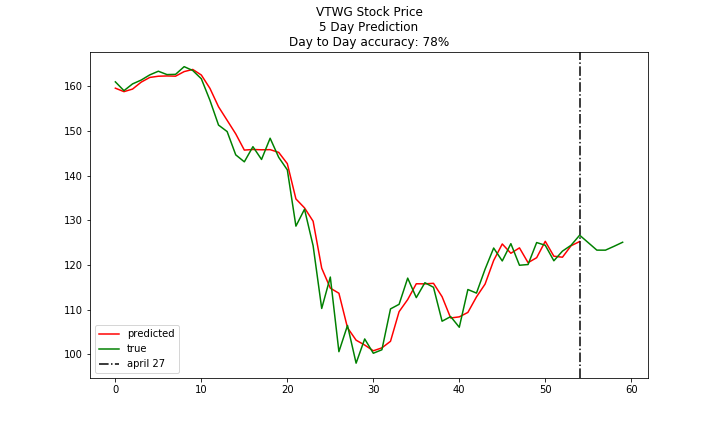 VTWG Stock Price
5 Day Prediction
Day to Day accuracy: 78%
160
150
140
130
120
110
100
predicted
true
april 27
0 10 20 30 40 50 60